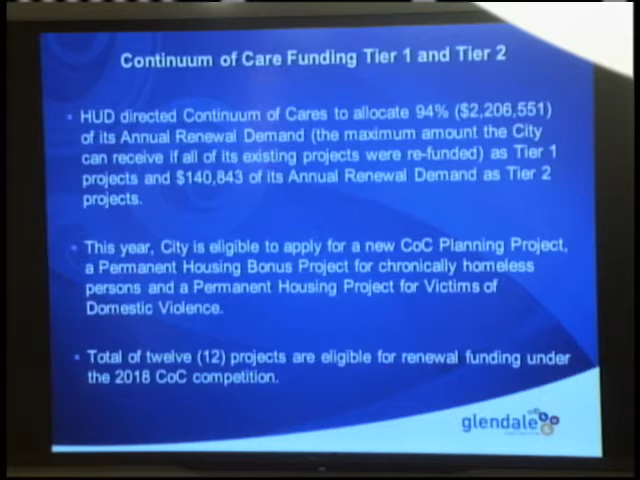 Continuum of Care Funding Tier 1 and Tier 2
HUD directed Continuum of Cares to allocate 94% ($2,206,551)
of its Annual Renewal Demand (the maximum amount the City
can receive if all of its existing projects were re-funded) as Tier 1
projects and $140,843 of its Annual Renewal Demand as Tier 2
projects.
This year, City is eligible to apply for a new CoC Planning Project,
a Permanent Housing Bonus Project for chronically homeless
persons and a Permanent Housing Project for Victims of
Domestic Violence.
Total of twelve (12) projects are eligible for renewal funding under
the 2018 CoC competition.
glendale